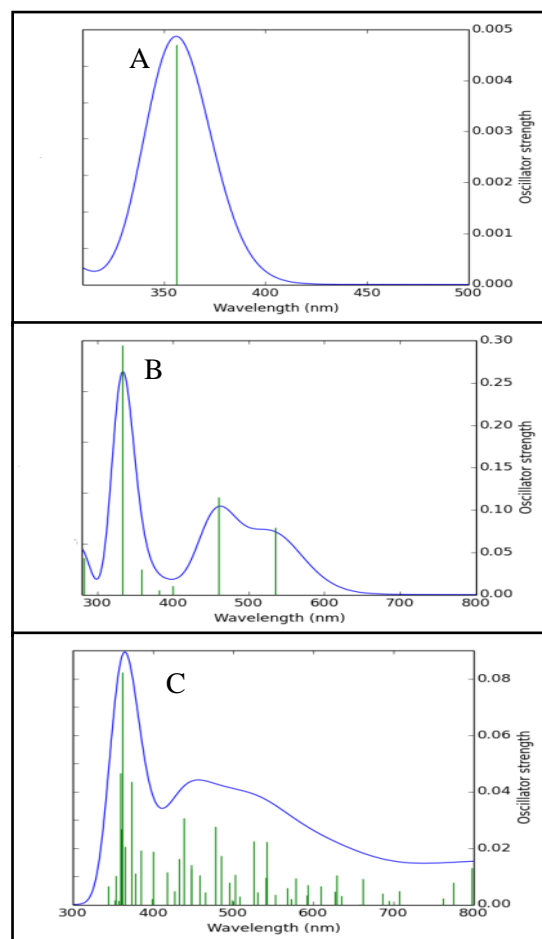 A
0.005
0.004
0.003
0.002
0.001
0.000
Oscillator strength
350 400 450 500
Wavelength (nm)
B
0.30
0.25
0.20
0.15
0.10
0.05
0.00
Oscillator strength
300 400 500 600 700 800
Wavelength (nm)
C
0.08
0.06
0.04
0.02
0.00
Oscillator strength
300 400 500 600 700 800
Wavelength (nm)